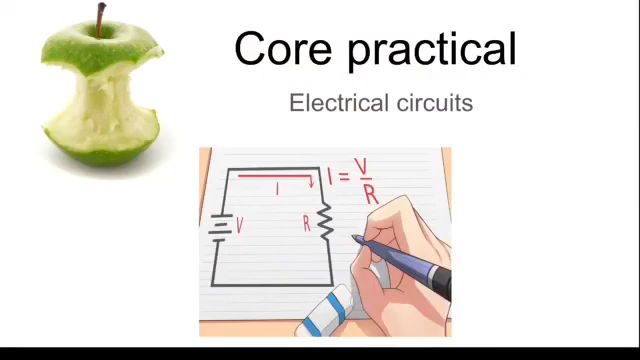 Core practical
Electrical circuits
I = V/R
I
V
R